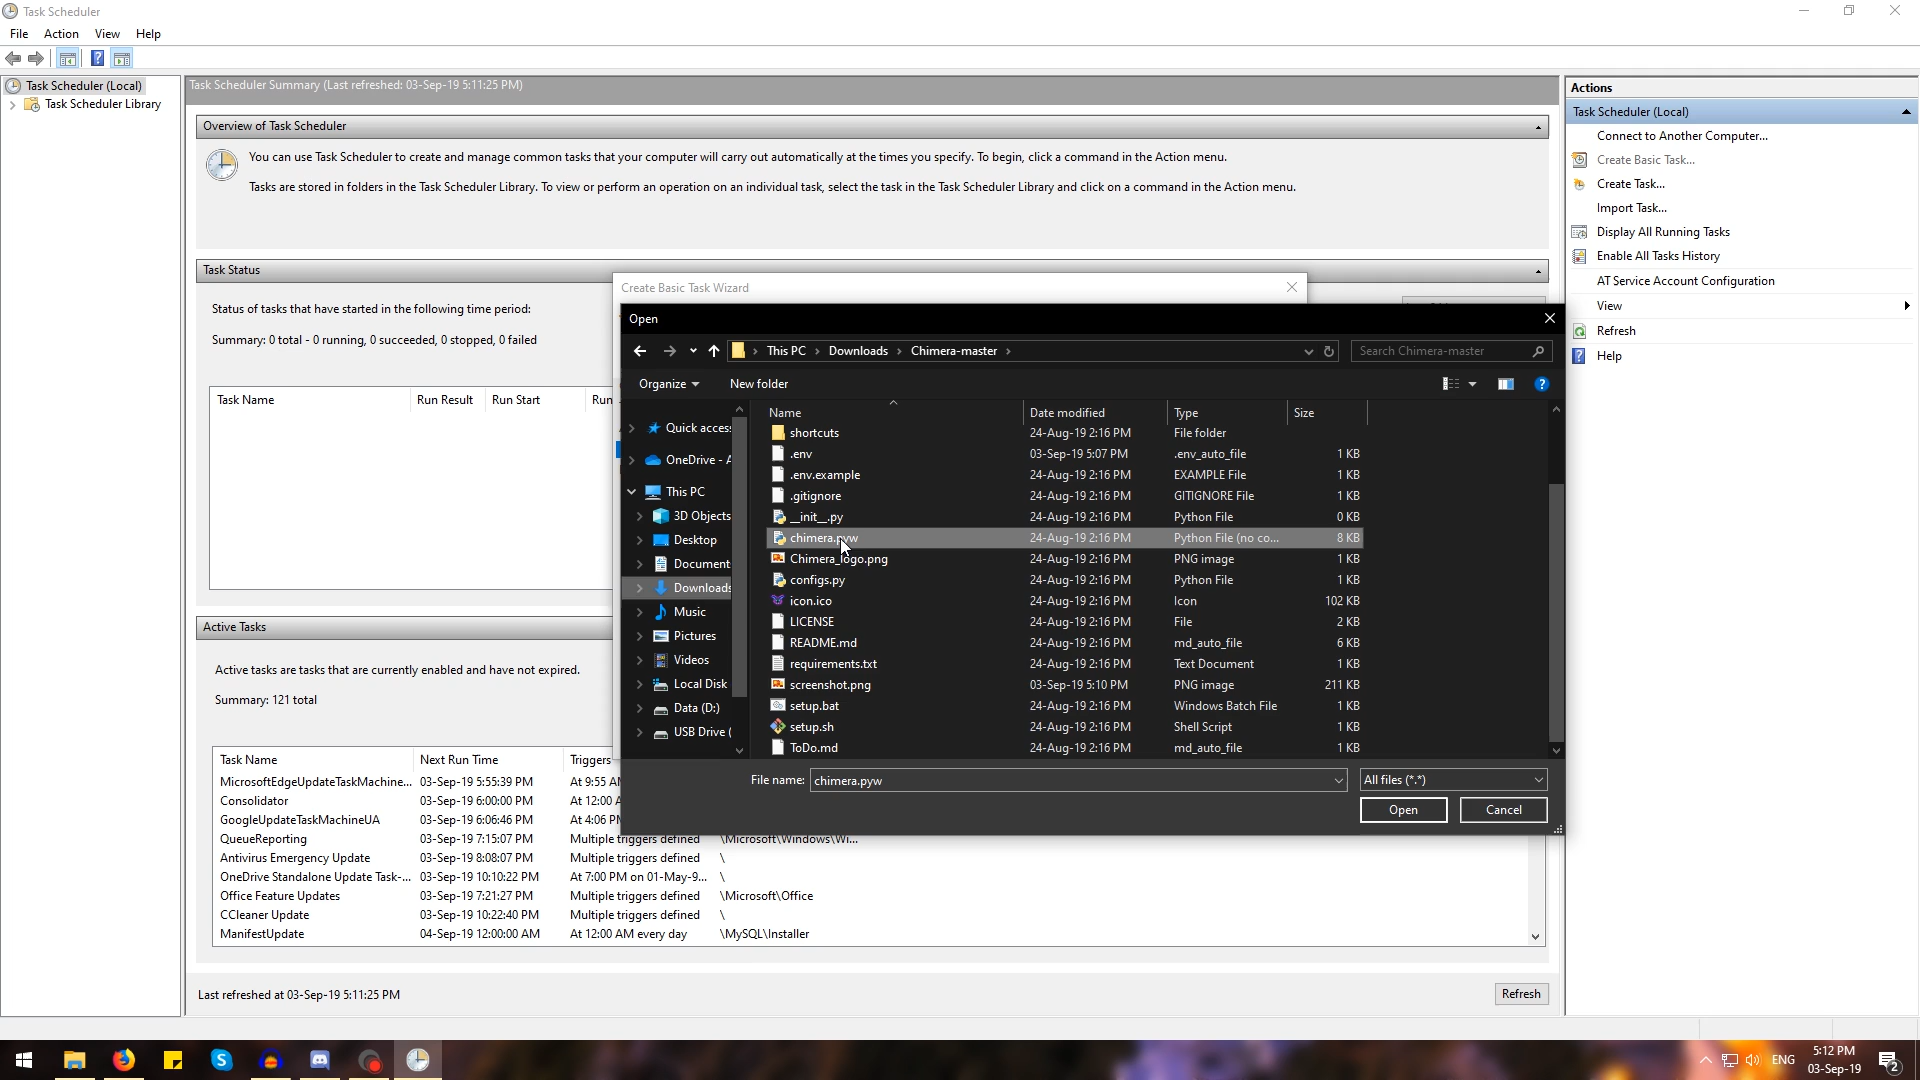 Task Scheduler
File Action View Help
Task Scheduler (Local)
Task Scheduler Library
Task Scheduler Summary (Last refreshed: 03-Sep-19 5:11:25 PM)
Overview of Task Scheduler
You can use Task Scheduler to create and manage common tasks that your computer will carry out automatically at the times you specify. To begin, click a command in the Action menu.
Tasks are stored in folders in the Task Scheduler Library. To view or perform an operation on an individual task, select the task in the Task Scheduler Library and click on a command in the Action menu.
Task Status
Status of tasks that have started in the following time period:
Summary: 0 total - 0 running, 0 succeeded, 0 stopped, 0 failed
Task Name Run Result Run Start Run
Active Tasks
Active tasks are tasks that are currently enabled and have not expired.
Summary: 121 total
Task Name Next Run Time Triggers
MicrosoftEdgeUpdateTaskMachine... 03-Sep-19 5:55:39 PM At 9:55 A
Consolidator 03-Sep-19 6:00:00 PM At 12:00
GoogleUpdateTaskMachineUA 03-Sep-19 6:06:46 PM At 4:06 P
QueueReporting 03-Sep-19 7:15:07 PM Multiple triggers defined \Microsoft\Windows\Wi...
Antivirus Emergency Update 03-Sep-19 8:08:07 PM Multiple triggers defined \
OneDrive Standalone Update Task-... 03-Sep-19 10:10:22 PM At 7:00 PM on 01-May-9... \
Office Feature Updates 03-Sep-19 7:21:27 PM Multiple triggers defined \Microsoft\Office
CCleaner Update 03-Sep-19 10:22:40 PM Multiple triggers defined \
ManifestUpdate 04-Sep-19 12:00:00 AM At 12:00 AM every day \MySQL\Installer
Last refreshed at 03-Sep-19 5:11:25 PM
Refresh
Create Basic Task Wizard
Open
This PC Downloads Chimera-master
Search Chimera-master
Organize New folder
Quick acces
OneDrive - A
This PC
3D Objects
Desktop
Document
Downloads
Music
Pictures
Videos
Local Disk
Data (D:)
USB Drive (
Name Date modified Type Size
shortcuts 24-Aug-19 2:16 PM File folder
.env 03-Sep-19 5:07 PM .env_auto_file 1 KB
.env.example 24-Aug-19 2:16 PM EXAMPLE File 1 KB
.gitignore 24-Aug-19 2:16 PM GITIGNORE File 1 KB
__init__.py 24-Aug-19 2:16 PM Python File 0 KB
chimera.pyw 24-Aug-19 2:16 PM Python File (no co... 8 KB
Chimera_logo.png 24-Aug-19 2:16 PM PNG image 1 KB
configs.py 24-Aug-19 2:16 PM Python File 1 KB
icon.ico 24-Aug-19 2:16 PM Icon 102 KB
LICENSE 24-Aug-19 2:16 PM File 2 KB
README.md 24-Aug-19 2:16 PM md_auto_file 6 KB
requirements.txt 24-Aug-19 2:16 PM Text Document 1 KB
screenshot.png 03-Sep-19 5:10 PM PNG image 211 KB
setup.bat 24-Aug-19 2:16 PM Windows Batch File 1 KB
setup.sh 24-Aug-19 2:16 PM Shell Script 1 KB
ToDo.md 24-Aug-19 2:16 PM md_auto_file 1 KB
File name: chimera.pyw All files (*.*)
Open Cancel
Actions
Task Scheduler (Local)
Connect to Another Computer...
Create Basic Task...
Create Task...
Import Task...
Display All Running Tasks
Enable All Tasks History
AT Service Account Configuration
View
Refresh
Help
ENG
5:12 PM
03-Sep-19
2